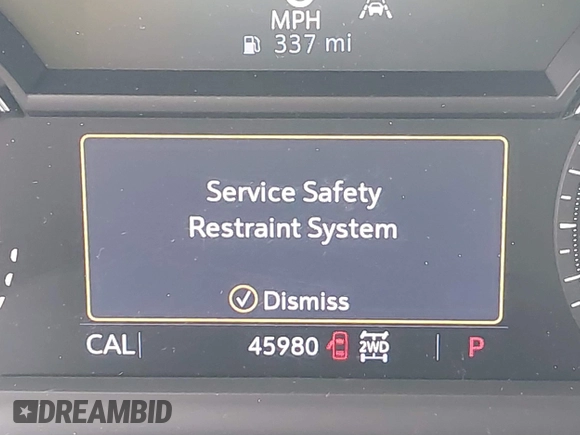 MPH
337 mi
Service Safety
Restraint System
Dismiss
CAL
45980 2WD P
DREAMBID